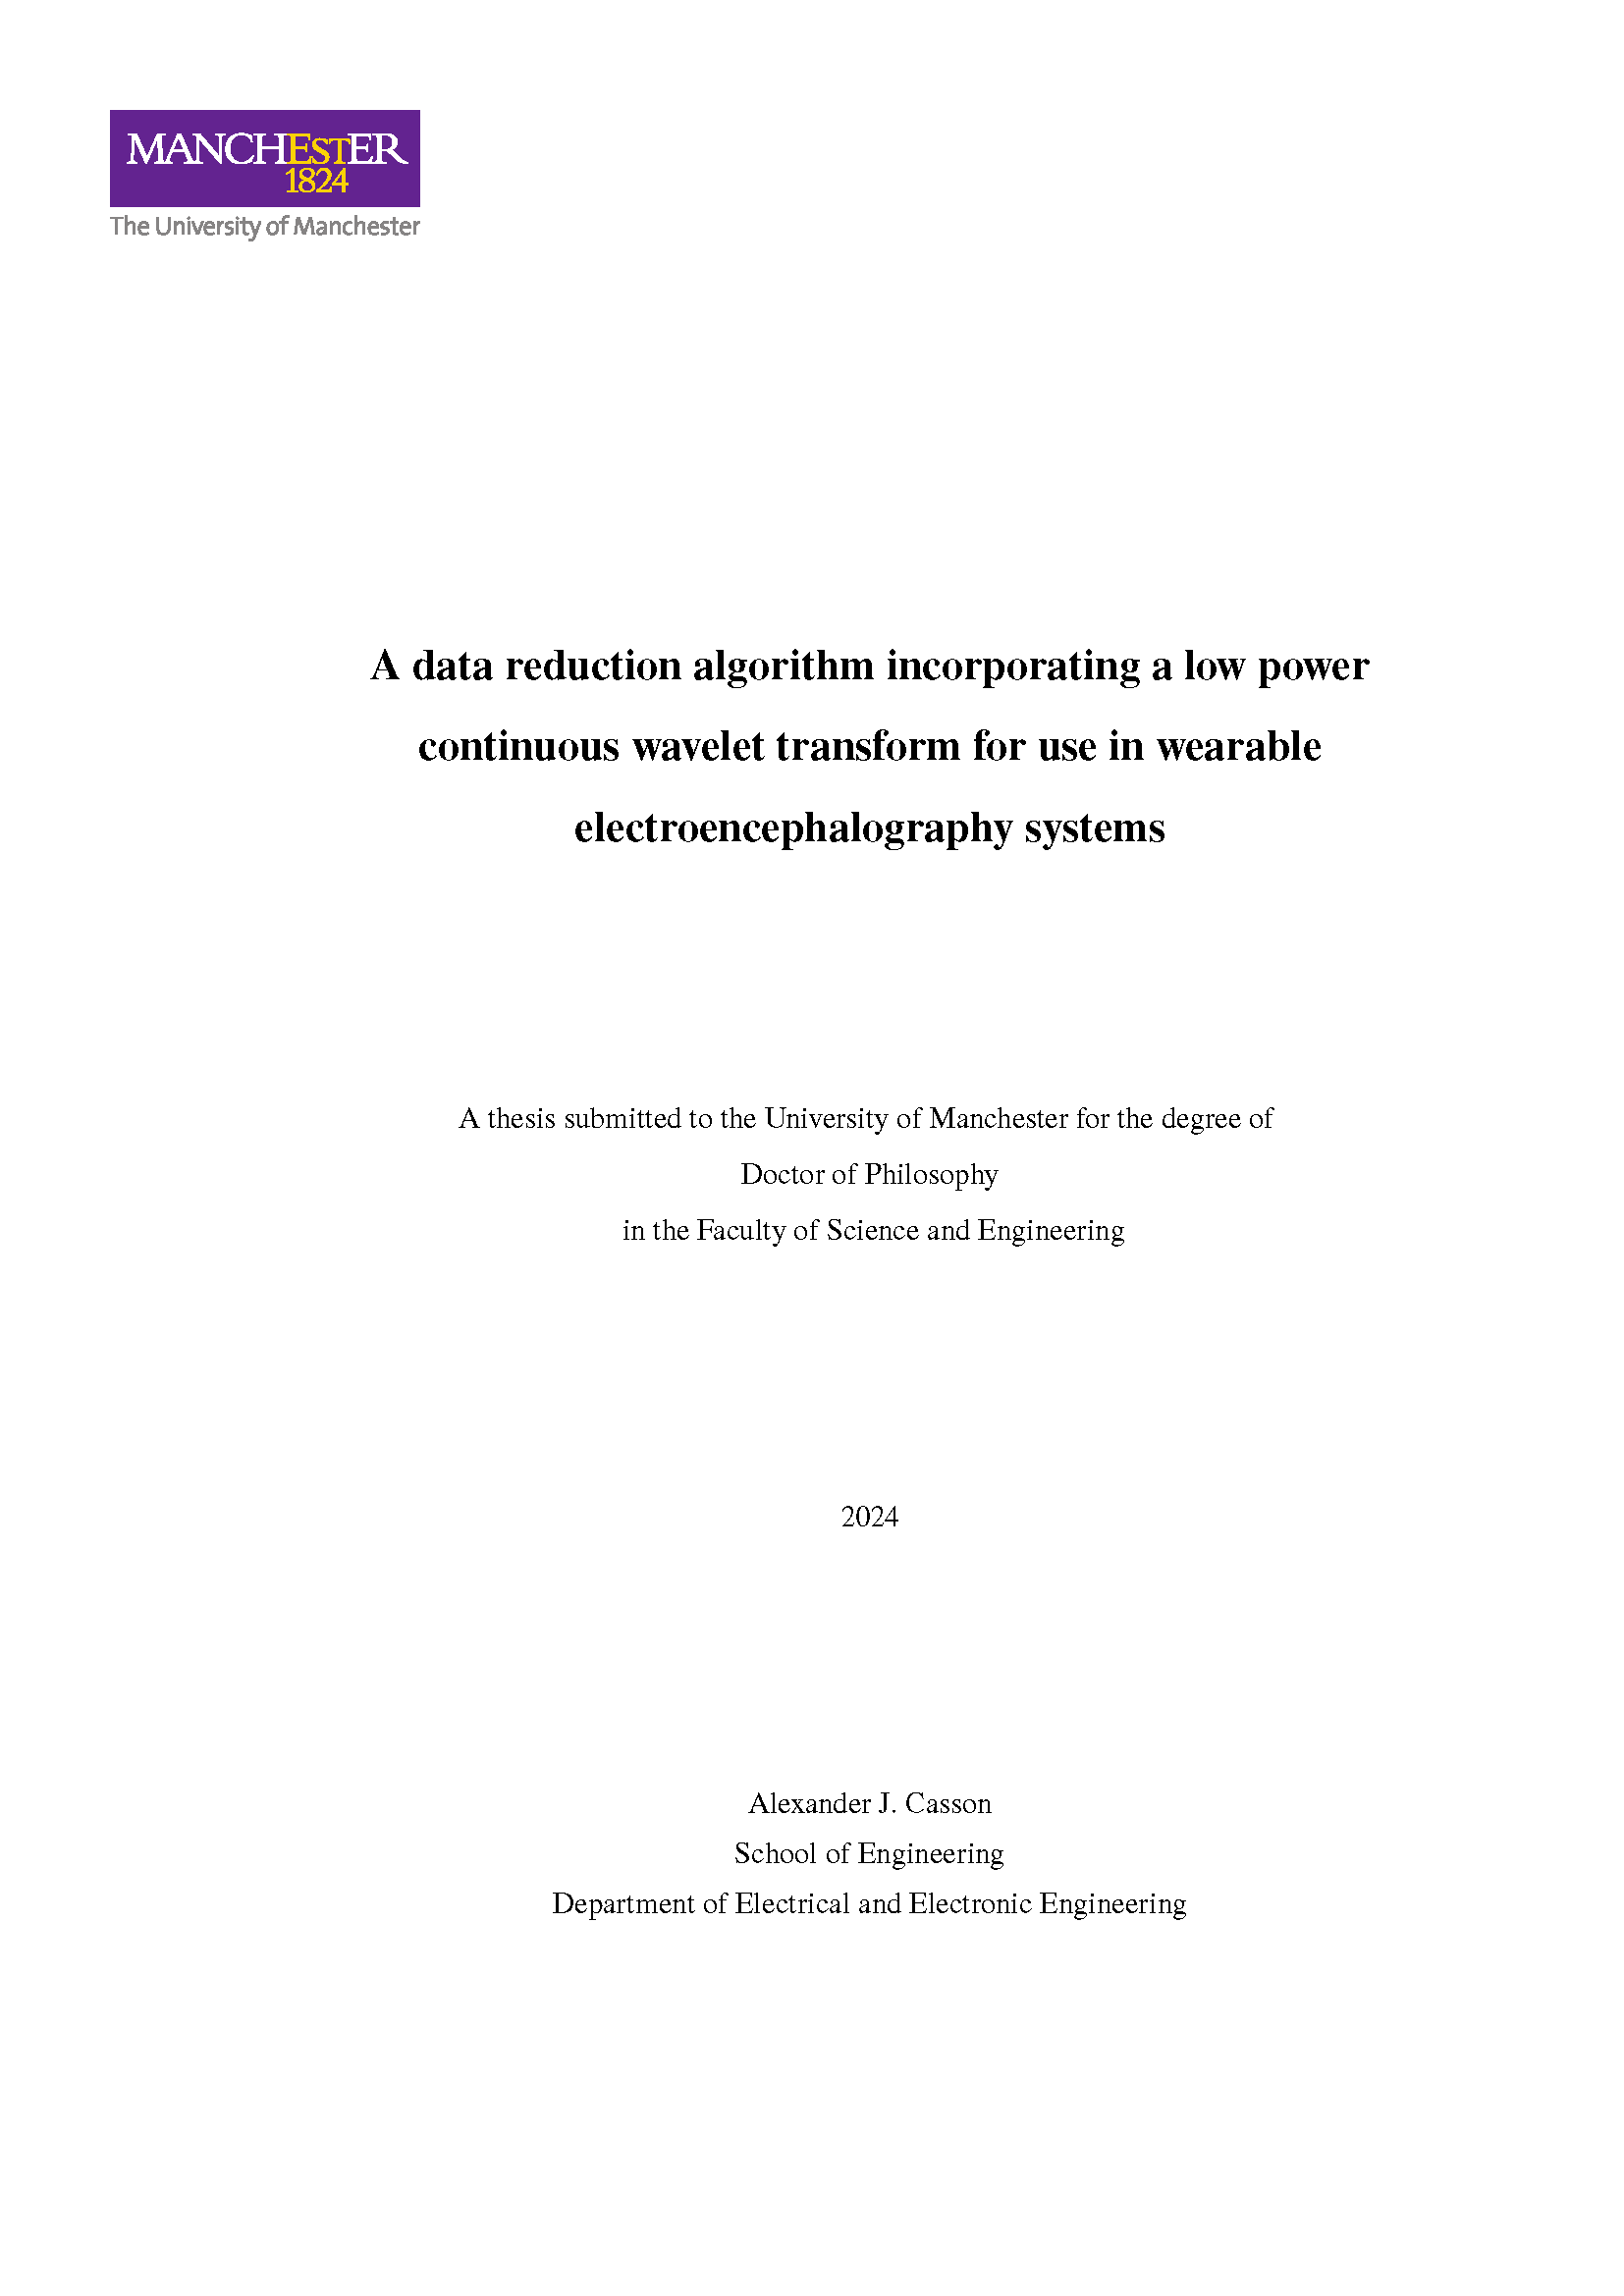 MANCHESTER
1824
The University of Manchester
A data reduction algorithm incorporating a low power
continuous wavelet transform for use in wearable
electroencephalography systems
A thesis submitted to the University of Manchester for the degree of
Doctor of Philosophy
in the Faculty of Science and Engineering
2024
Alexander J. Casson
School of Engineering
Department of Electrical and Electronic Engineering